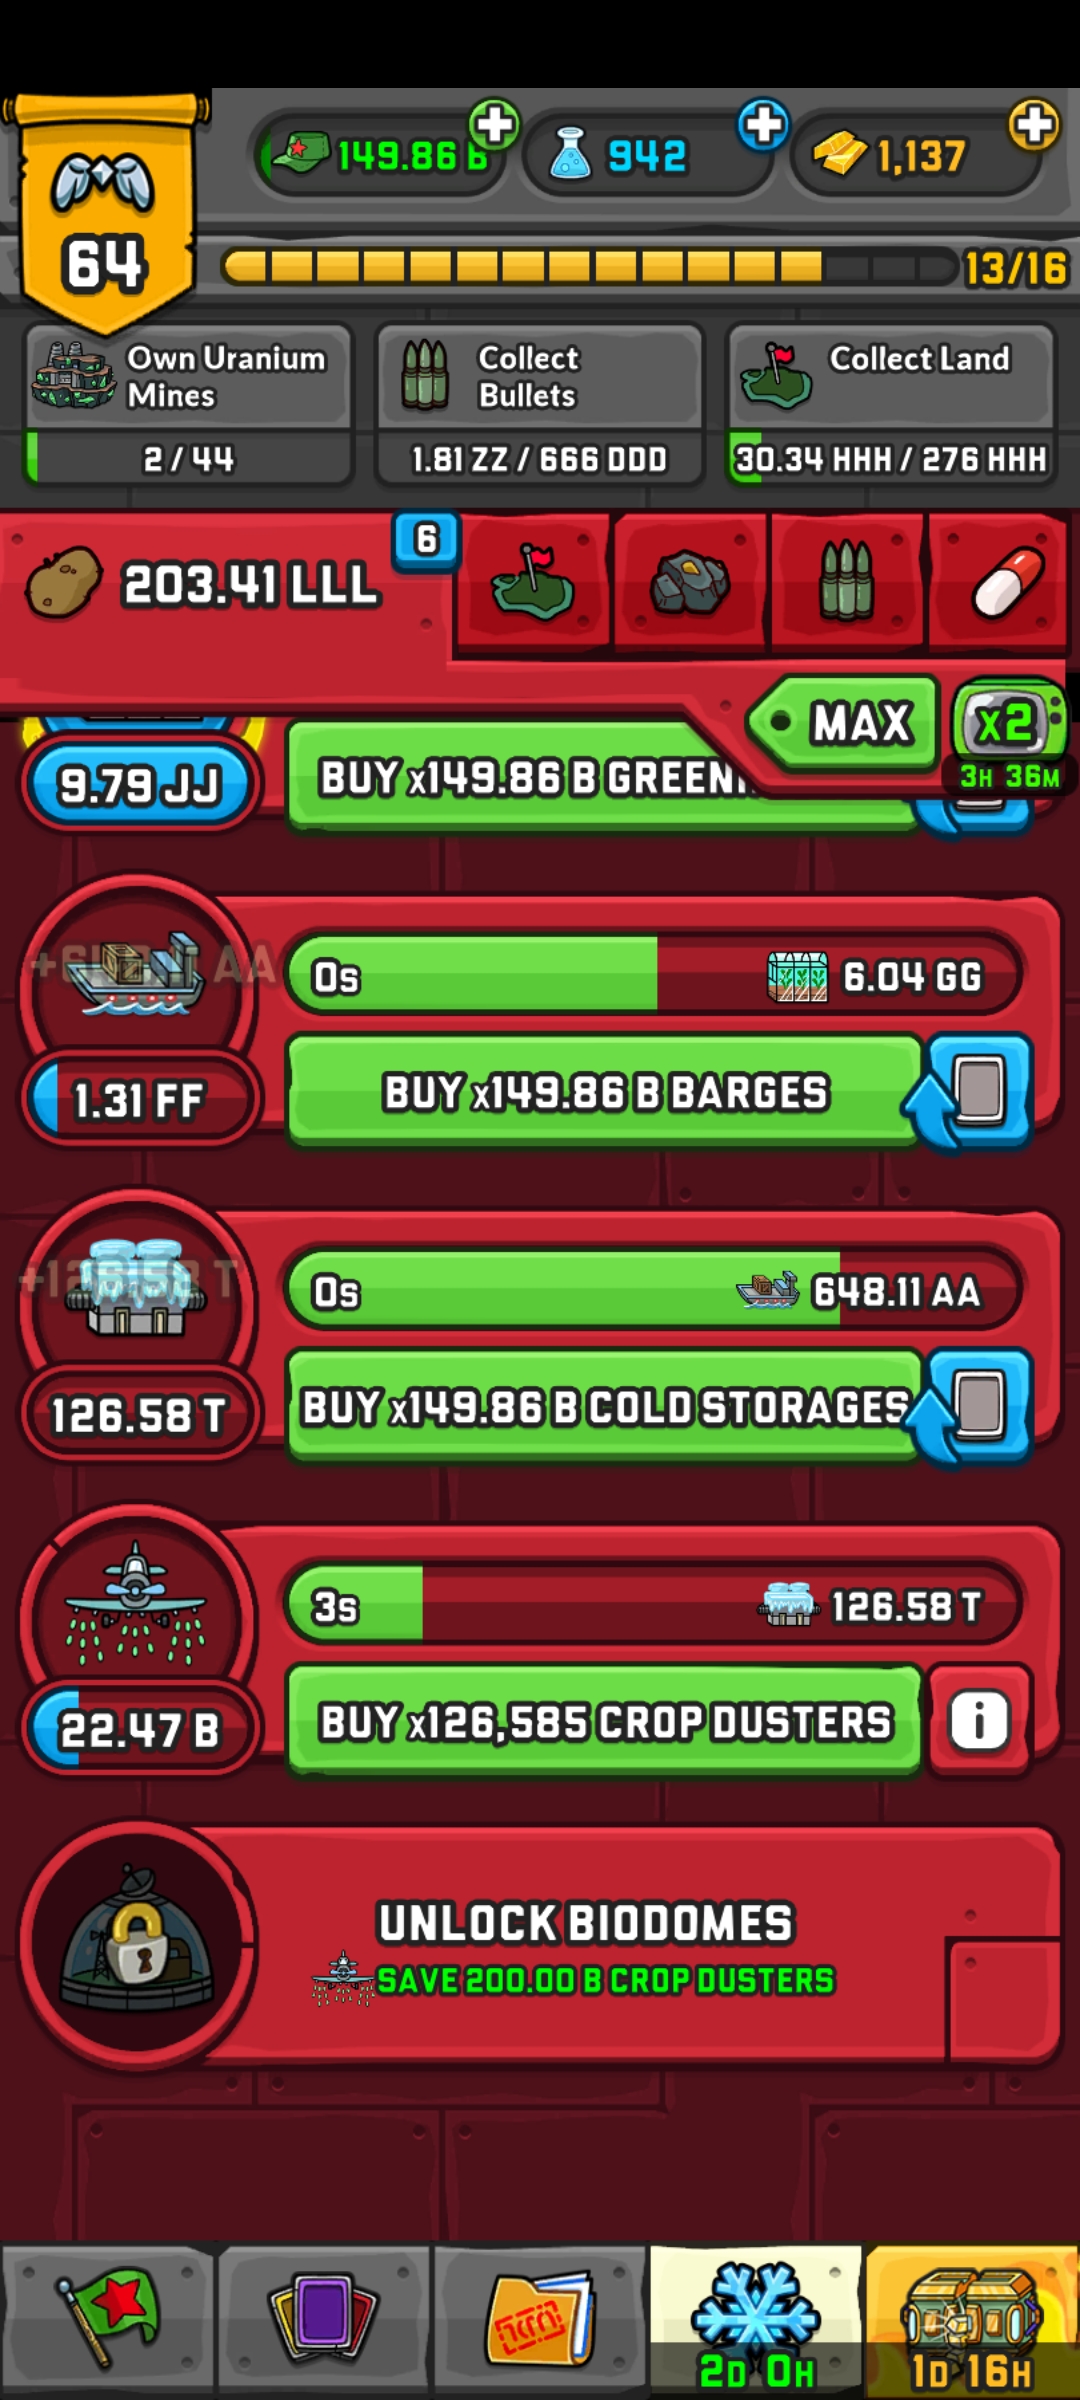 149.86 B
942
1,137
64
13/16
Own Uranium
Mines
2 / 44
Collect
Bullets
1.81 ZZ / 666 DDD
Collect Land
30.34 HHH / 276 HHH
203.41 LLL
6
MAX
x2
3H 36M
9.79 JJ
BUY x149.86 B
0s
6.04 GG
1.31 FF
BUY x149.86 B BARGES
+126.58 T
0s
648.11 AA
126.58 T
BUY x149.86 B COLD STORAGES
3s
126.58 T
22.47 B
BUY x126,585 CROP DUSTERS
i
UNLOCK BIODOMES
SAVE 200.00 B CROP DUSTERS
2D 0H
1D 16H